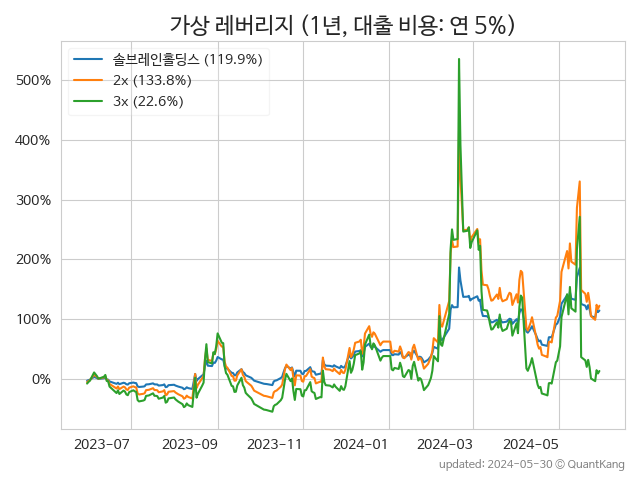 가상 레버리지 (1년, 대출 비용: 연 5%)
솔브레인홀딩스 (119.9%)
2x (133.8%)
3x (22.6%)
500%
400%
300%
200%
100%
0%
2023-07 2023-09 2023-11 2024-01 2024-03 2024-05
updated: 2024-05-30 © QuantKang